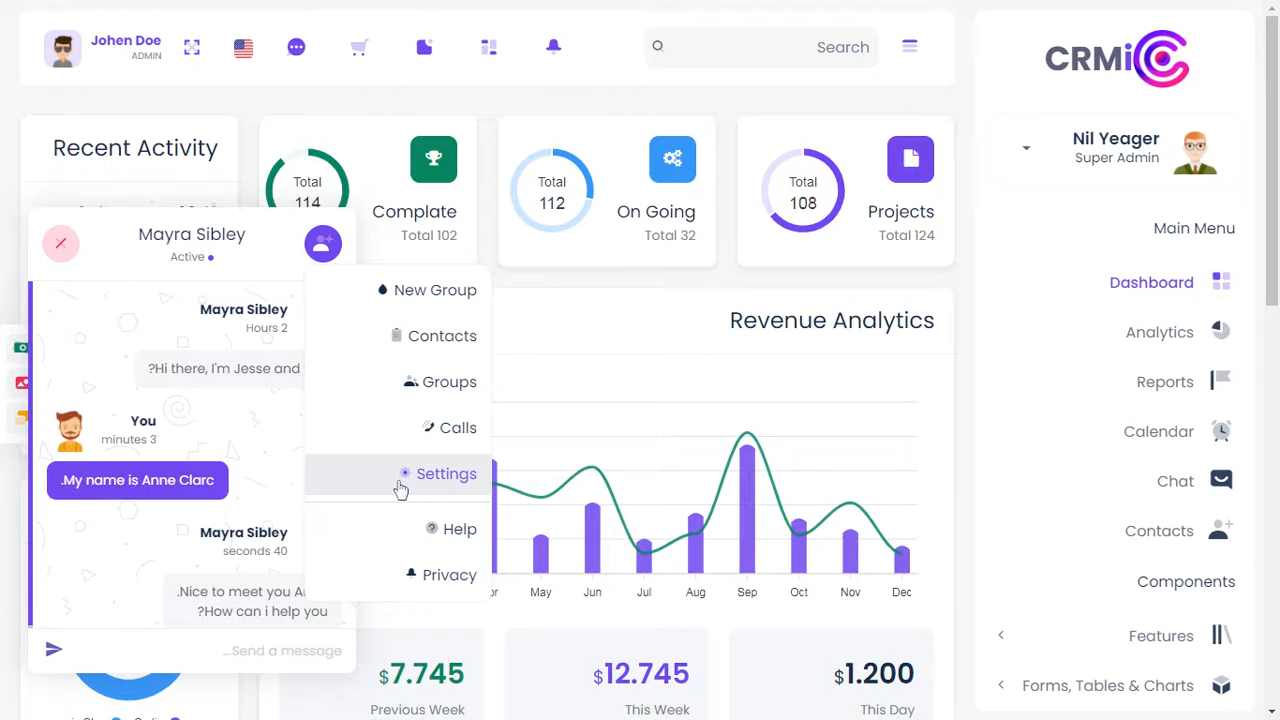 Johen Doe
ADMIN
Search
CRMi
Nil Yeager
Super Admin
Main Menu
Dashboard
Analytics
Reports
Calendar
Chat
Contacts
Components
Features
Forms, Tables & Charts
Recent Activity
Total
114
Complate
Total 102
Total
112
On Going
Total 32
Total
108
Projects
Total 124
Mayra Sibley
Active
Mayra Sibley
Hours 2
?Hi there, I'm Jesse and
You
minutes 3
.My name is Anne Clarc
Mayra Sibley
seconds 40
.Nice to meet you
?How can i help you
...Send a message
New Group
Contacts
Groups
Calls
Settings
Help
Privacy
Revenue Analytics
May Jun Jul Aug Sep Oct Nov Dec
$7.745
Previous Week
$12.745
This Week
$1.200
This Day